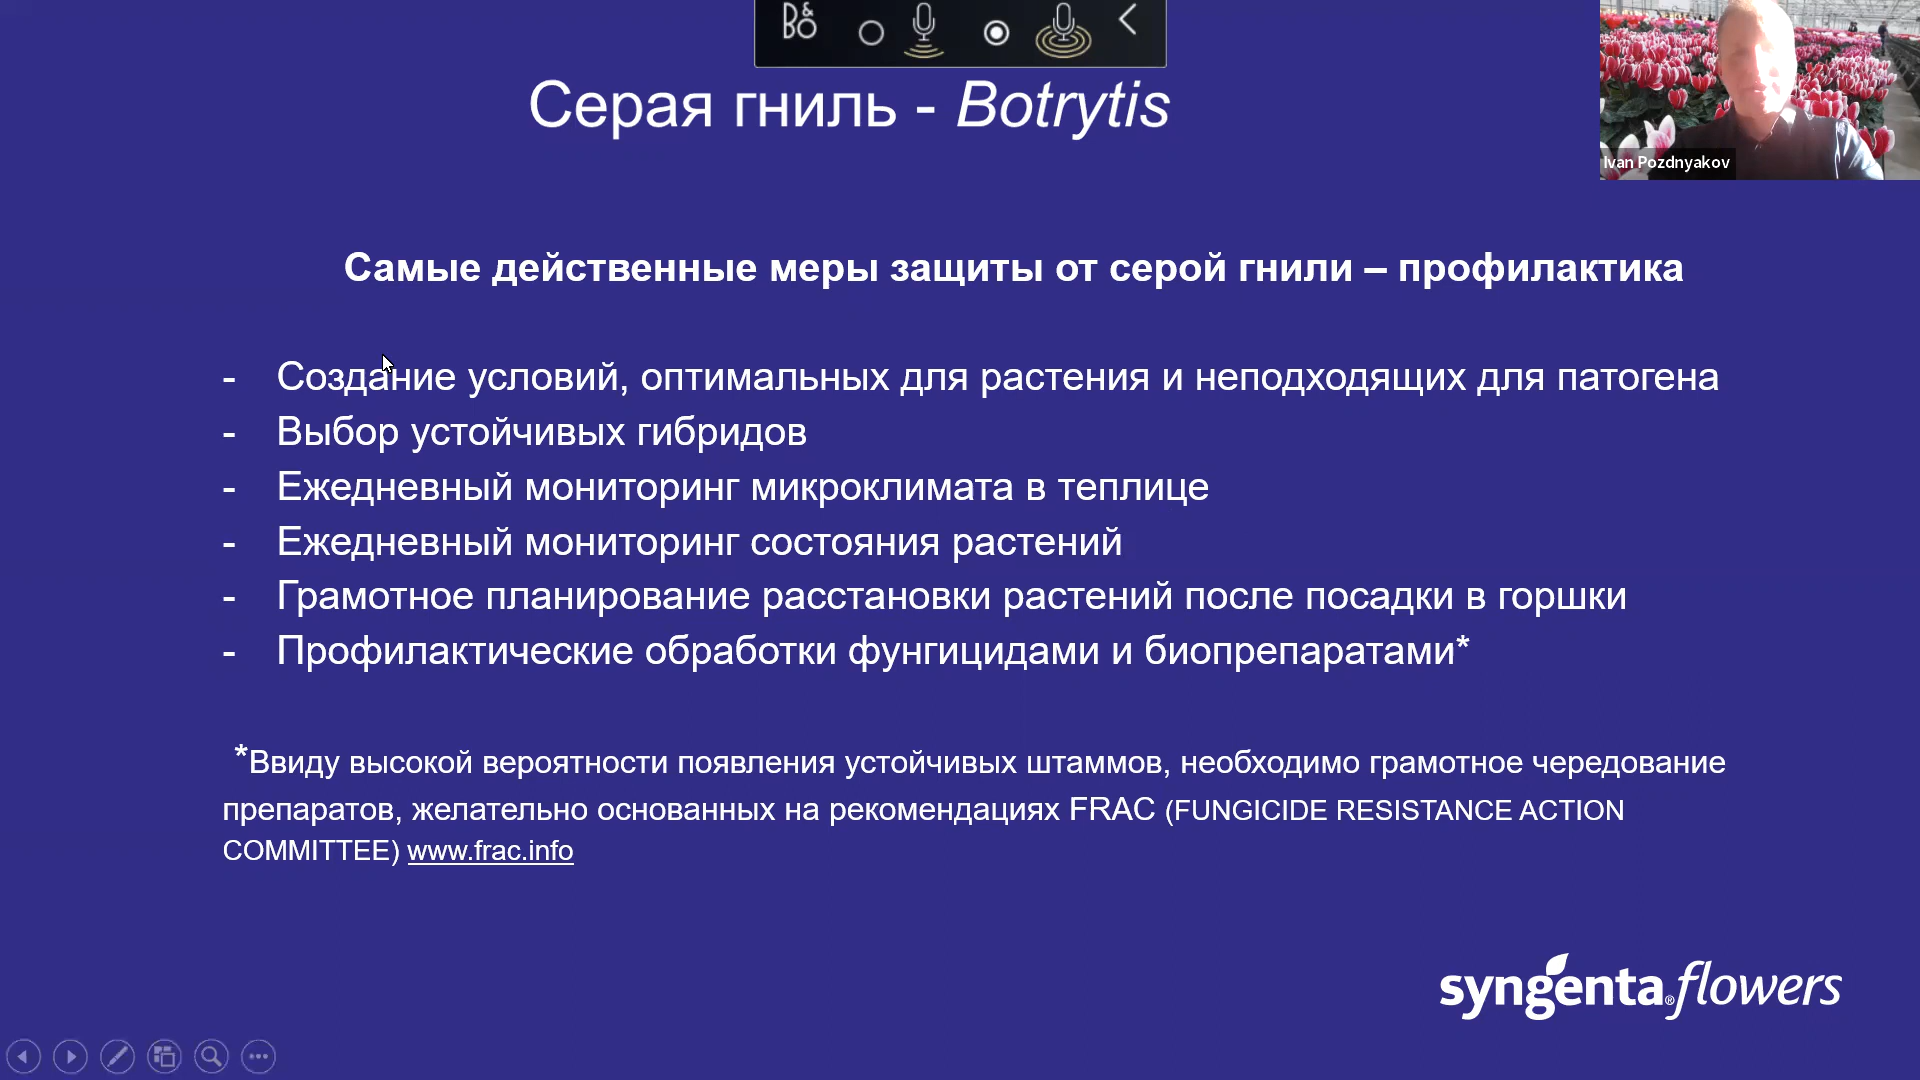 B&O
Серая гниль - Botrytis
Ivan Pozdnyakov
Самые действенные меры защиты от серой гнили – профилактика
- Создание условий, оптимальных для растения и неподходящих для патогена
- Выбор устойчивых гибридов
- Ежедневный мониторинг микроклимата в теплице
- Ежедневный мониторинг состояния растений
- Грамотное планирование расстановки растений после посадки в горшки
- Профилактические обработки фунгицидами и биопрепаратами*
*Ввиду высокой вероятности появления устойчивых штаммов, необходимо грамотное чередование
препаратов, желательно основанных на рекомендациях FRAC (FUNGICIDE RESISTANCE ACTION
COMMITTEE) www.frac.info
syngenta® flowers